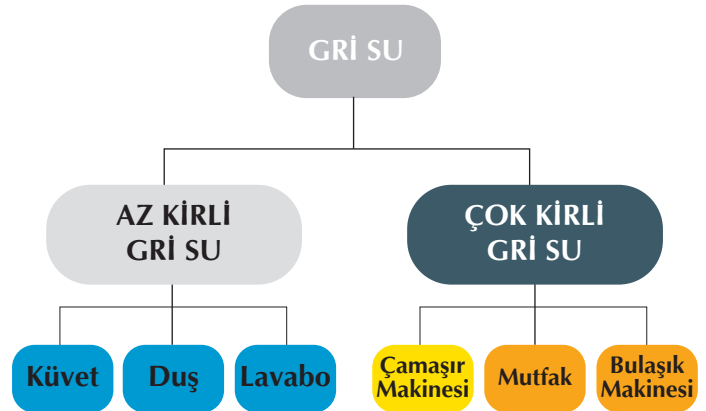 GRİ SU
AZ KİRLİ
GRİ SU
ÇOK KİRLİ
GRİ SU
Küvet
Duş
Lavabo
Çamaşır
Makinesi
Mutfak
Bulaşık
Makinesi